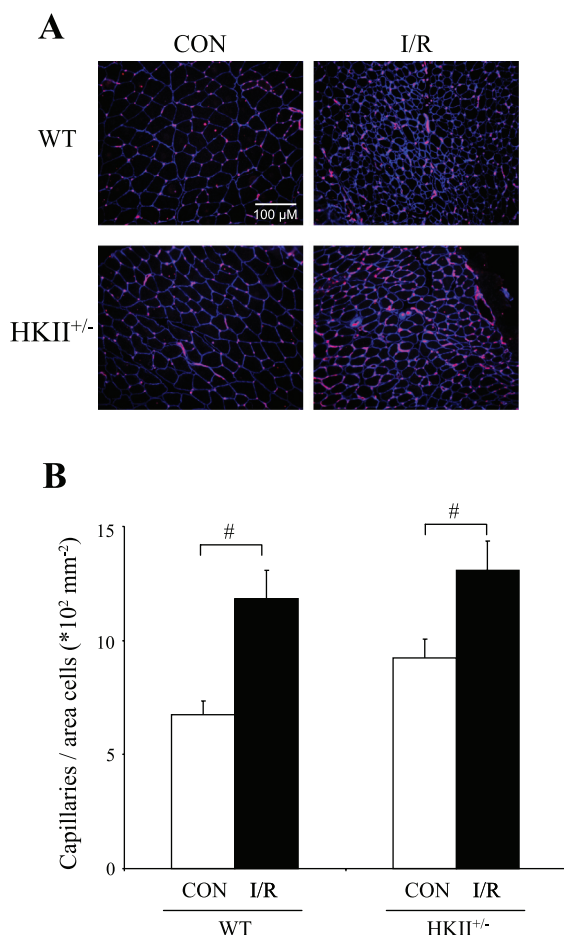 A
CON I/R
WT
100 µM
HKII+/-
B
Capillaries / area cells (*10² mm⁻²)
# #
15
10
5
0
CON I/R CON I/R
WT HKII+/-